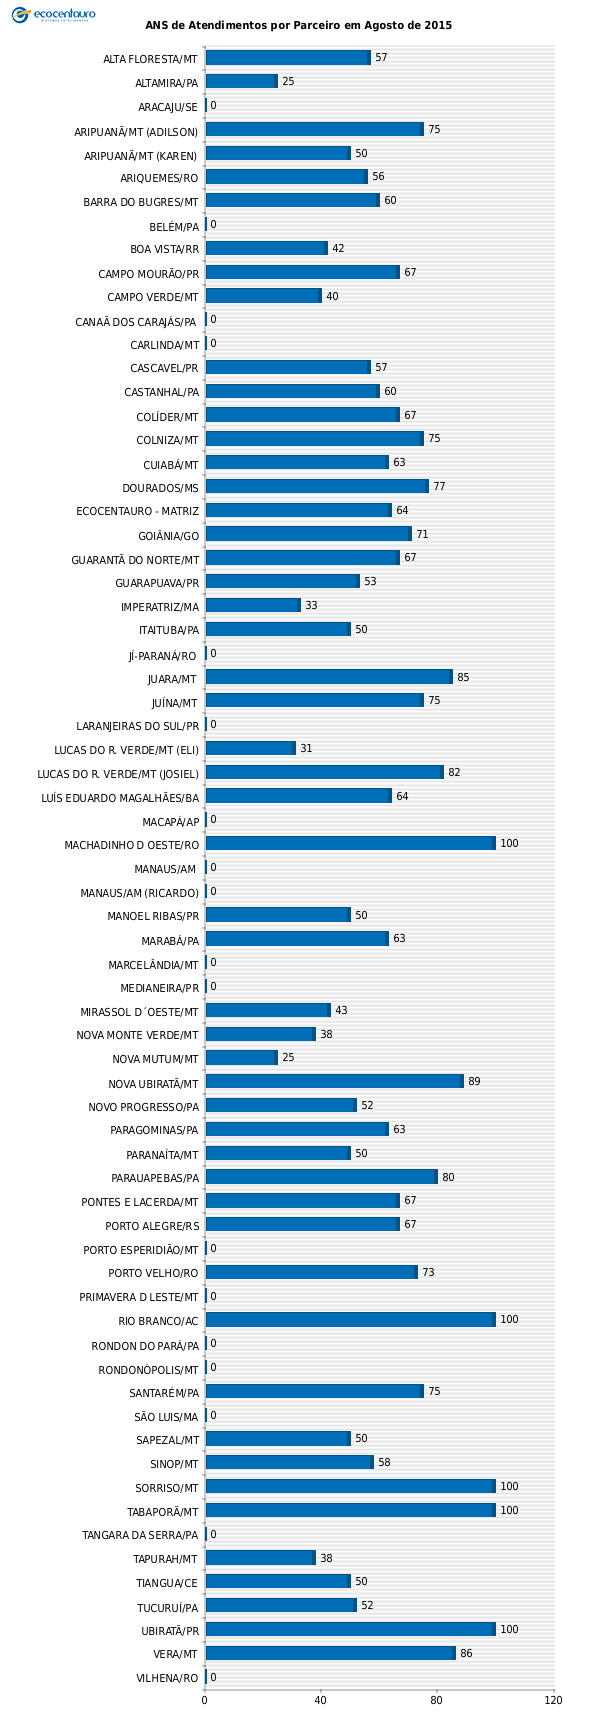 ecocentauro
ANS de Atendimentos por Parceiro em Agosto de 2015
ALTA FLORESTA/MT 57
ALTAMIRA/PA 25
ARACAJU/SE 0
ARIPUANÃ/MT (ADILSON) 75
ARIPUANÃ/MT (KAREN) 50
ARIQUEMES/RO 56
BARRA DO BUGRES/MT 60
BELÉM/PA 0
BOA VISTA/RR 42
CAMPO MOURÃO/PR 67
CAMPO VERDE/MT 40
CANAÃ DOS CARAJÁS/PA 0
CARLINDA/MT 0
CASCAVEL/PR 57
CASTANHAL/PA 60
COLÍDER/MT 67
COLNIZA/MT 75
CUIABÁ/MT 63
DOURADOS/MS 77
ECOCENTAURO - MATRIZ 64
GOIÂNIA/GO 71
GUARANTÃ DO NORTE/MT 67
GUARAPUAVA/PR 53
IMPERATRIZ/MA 33
ITAITUBA/PA 50
JÍ-PARANÁ/RO 0
JUARA/MT 85
JUÍNA/MT 75
LARANJEIRAS DO SUL/PR 0
LUCAS DO R. VERDE/MT (ELI) 31
LUCAS DO R. VERDE/MT (JOSIEL) 82
LUÍS EDUARDO MAGALHÃES/BA 64
MACAPÁ/AP 0
MACHADINHO D OESTE/RO 100
MANAUS/AM 0
MANAUS/AM (RICARDO) 0
MANOEL RIBAS/PR 50
MARABÁ/PA 63
MARCELÂNDIA/MT 0
MEDIANEIRA/PR 0
MIRASSOL D´OESTE/MT 43
NOVA MONTE VERDE/MT 38
NOVA MUTUM/MT 25
NOVA UBIRATÃ/MT 89
NOVO PROGRESSO/PA 52
PARAGOMINAS/PA 63
PARANAÍTA/MT 50
PARAUAPEBAS/PA 80
PONTES E LACERDA/MT 67
PORTO ALEGRE/RS 67
PORTO ESPERIDIÃO/MT 0
PORTO VELHO/RO 73
PRIMAVERA D LESTE/MT 0
RIO BRANCO/AC 100
RONDON DO PARÁ/PA 0
RONDONÓPOLIS/MT 0
SANTARÉM/PA 75
SÃO LUIS/MA 0
SAPEZAL/MT 50
SINOP/MT 58
SORRISO/MT 100
TABAPORÃ/MT 100
TANGARA DA SERRA/PA 0
TAPURAH/MT 38
TIANGUA/CE 50
TUCURUÍ/PA 52
UBIRATÃ/PR 100
VERA/MT 86
VILHENA/RO 0
0 40 80 120